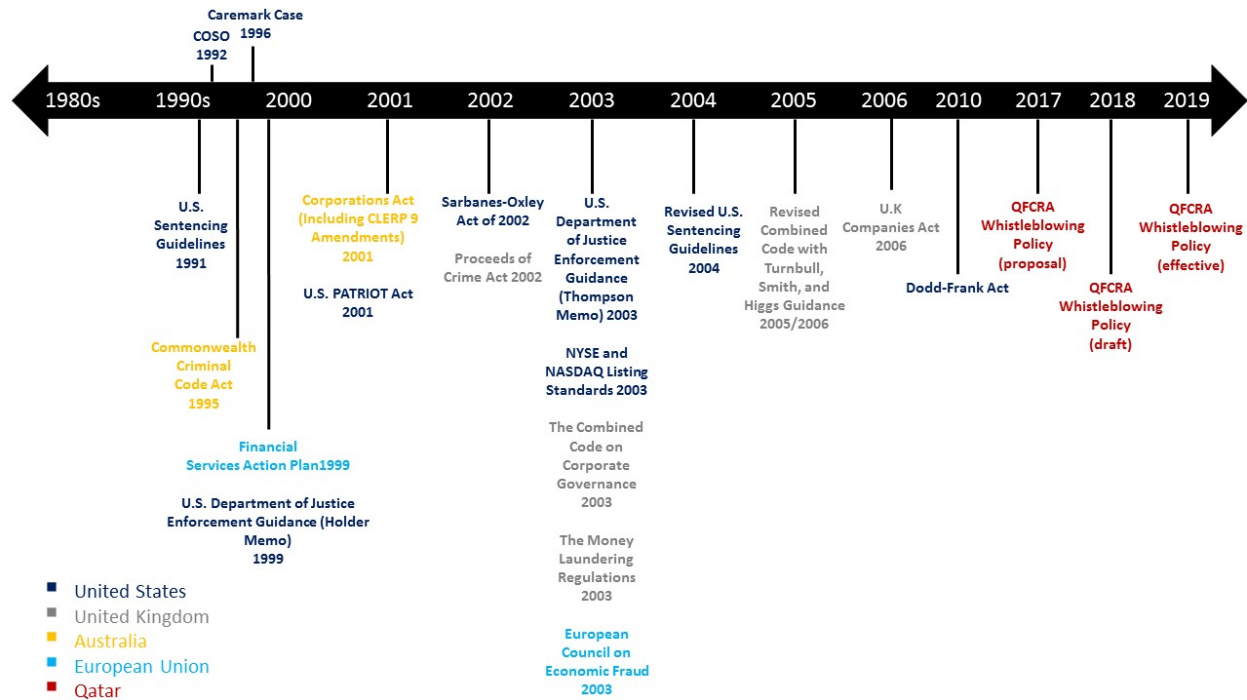 Caremark Case
1996
COSO
1992
1980s
1990s
2000
2001
2002
2003
2004
2005
2006
2010
2017
2018
2019
U.S.
Sentencing
Guidelines
1991
Commonwealth
Criminal
Code Act
1995
Financial
Services Action Plan1999
U.S. Department of Justice
Enforcement Guidance (Holder
Memo)
1999
Corporations Act
(Including CLERP 9
Amendments)
2001
U.S. PATRIOT Act
2001
Sarbanes-Oxley
Act of 2002
Proceeds of
Crime Act 2002
U.S.
Department
of Justice
Enforcement
Guidance
(Thompson
Memo) 2003
NYSE and
NASDAQ Listing
Standards 2003
The Combined
Code on
Corporate
Governance
2003
The Money
Laundering
Regulations
2003
European
Council on
Economic Fraud
2003
Revised U.S.
Sentencing
Guidelines
2004
Revised
Combined
Code with
Turnbull,
Smith, and
Higgs Guidance
2005/2006
U.K
Companies Act
2006
Dodd-Frank Act
QFCRA
Whistleblowing
Policy
(proposal)
QFCRA
Whistleblowing
Policy
(draft)
QFCRA
Whistleblowing
Policy
(effective)
United States
United Kingdom
Australia
European Union
Qatar